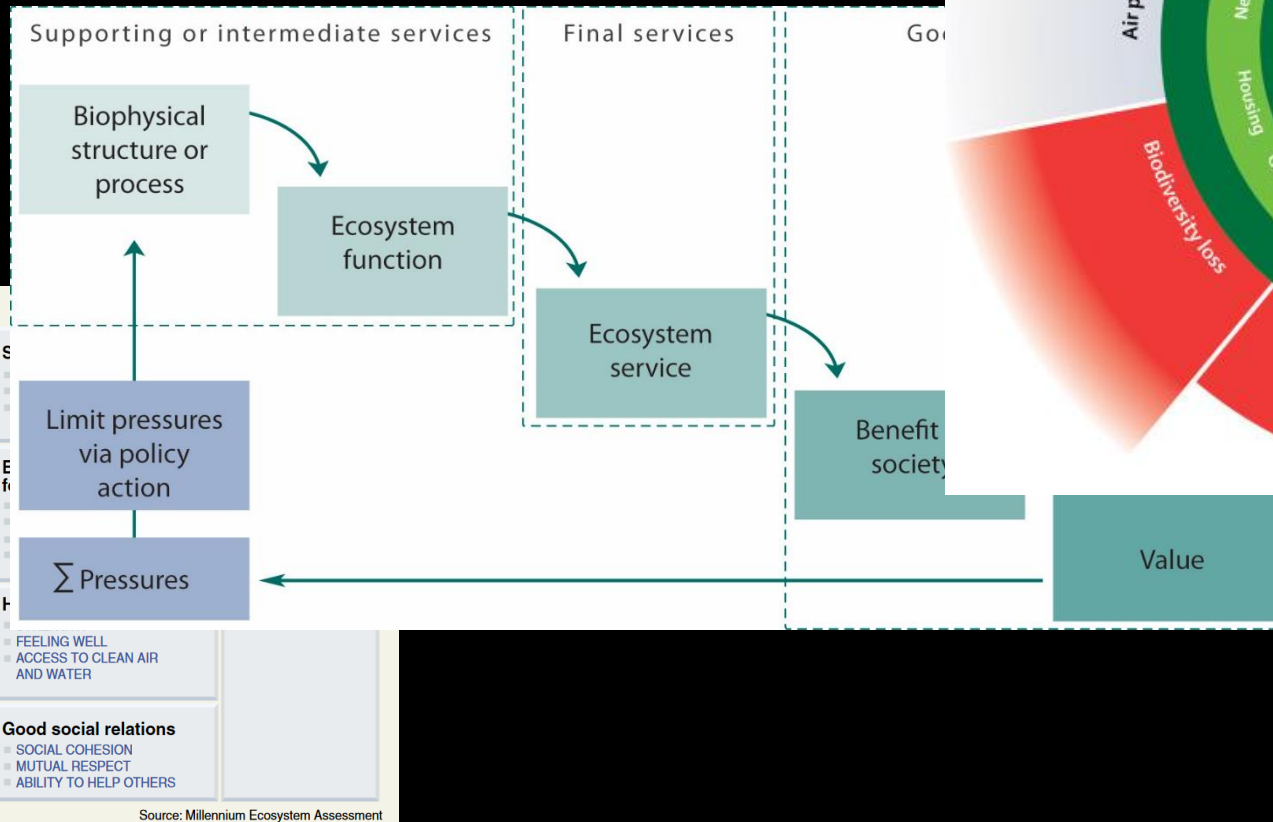 Supporting or intermediate services
Final services
Biophysical
structure or
process
Ecosystem
function
Ecosystem
service
Benefit
society
Value
Limit pressures
via policy
action
∑ Pressures
Housing
Biodiversity loss
FEELING WELL
ACCESS TO CLEAN AIR
AND WATER
Good social relations
SOCIAL COHESION
MUTUAL RESPECT
ABILITY TO HELP OTHERS
Source: Millennium Ecosystem Assessment